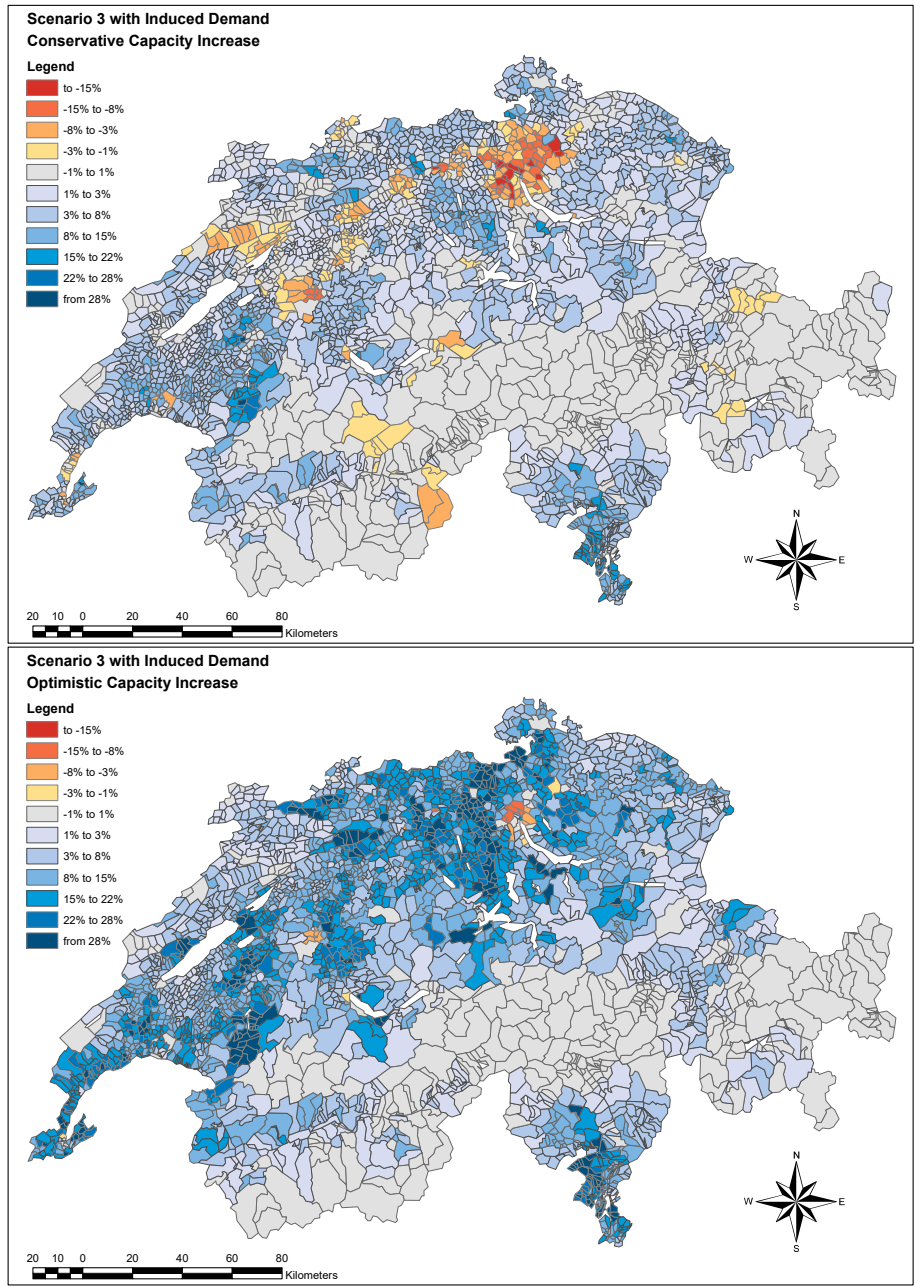 Scenario 3 with Induced Demand
Conservative Capacity Increase
Legend
to -15%
-15% to -8%
-8% to -3%
-3% to -1%
-1% to 1%
1% to 3%
3% to 8%
8% to 15%
15% to 22%
22% to 28%
from 28%
N
W E
S
20 10 0 20 40 60 80
Kilometers
Scenario 3 with Induced Demand
Optimistic Capacity Increase
Legend
to -15%
-15% to -8%
-8% to -3%
-3% to -1%
-1% to 1%
1% to 3%
3% to 8%
8% to 15%
15% to 22%
22% to 28%
from 28%
N
W E
S
20 10 0 20 40 60 80
Kilometers